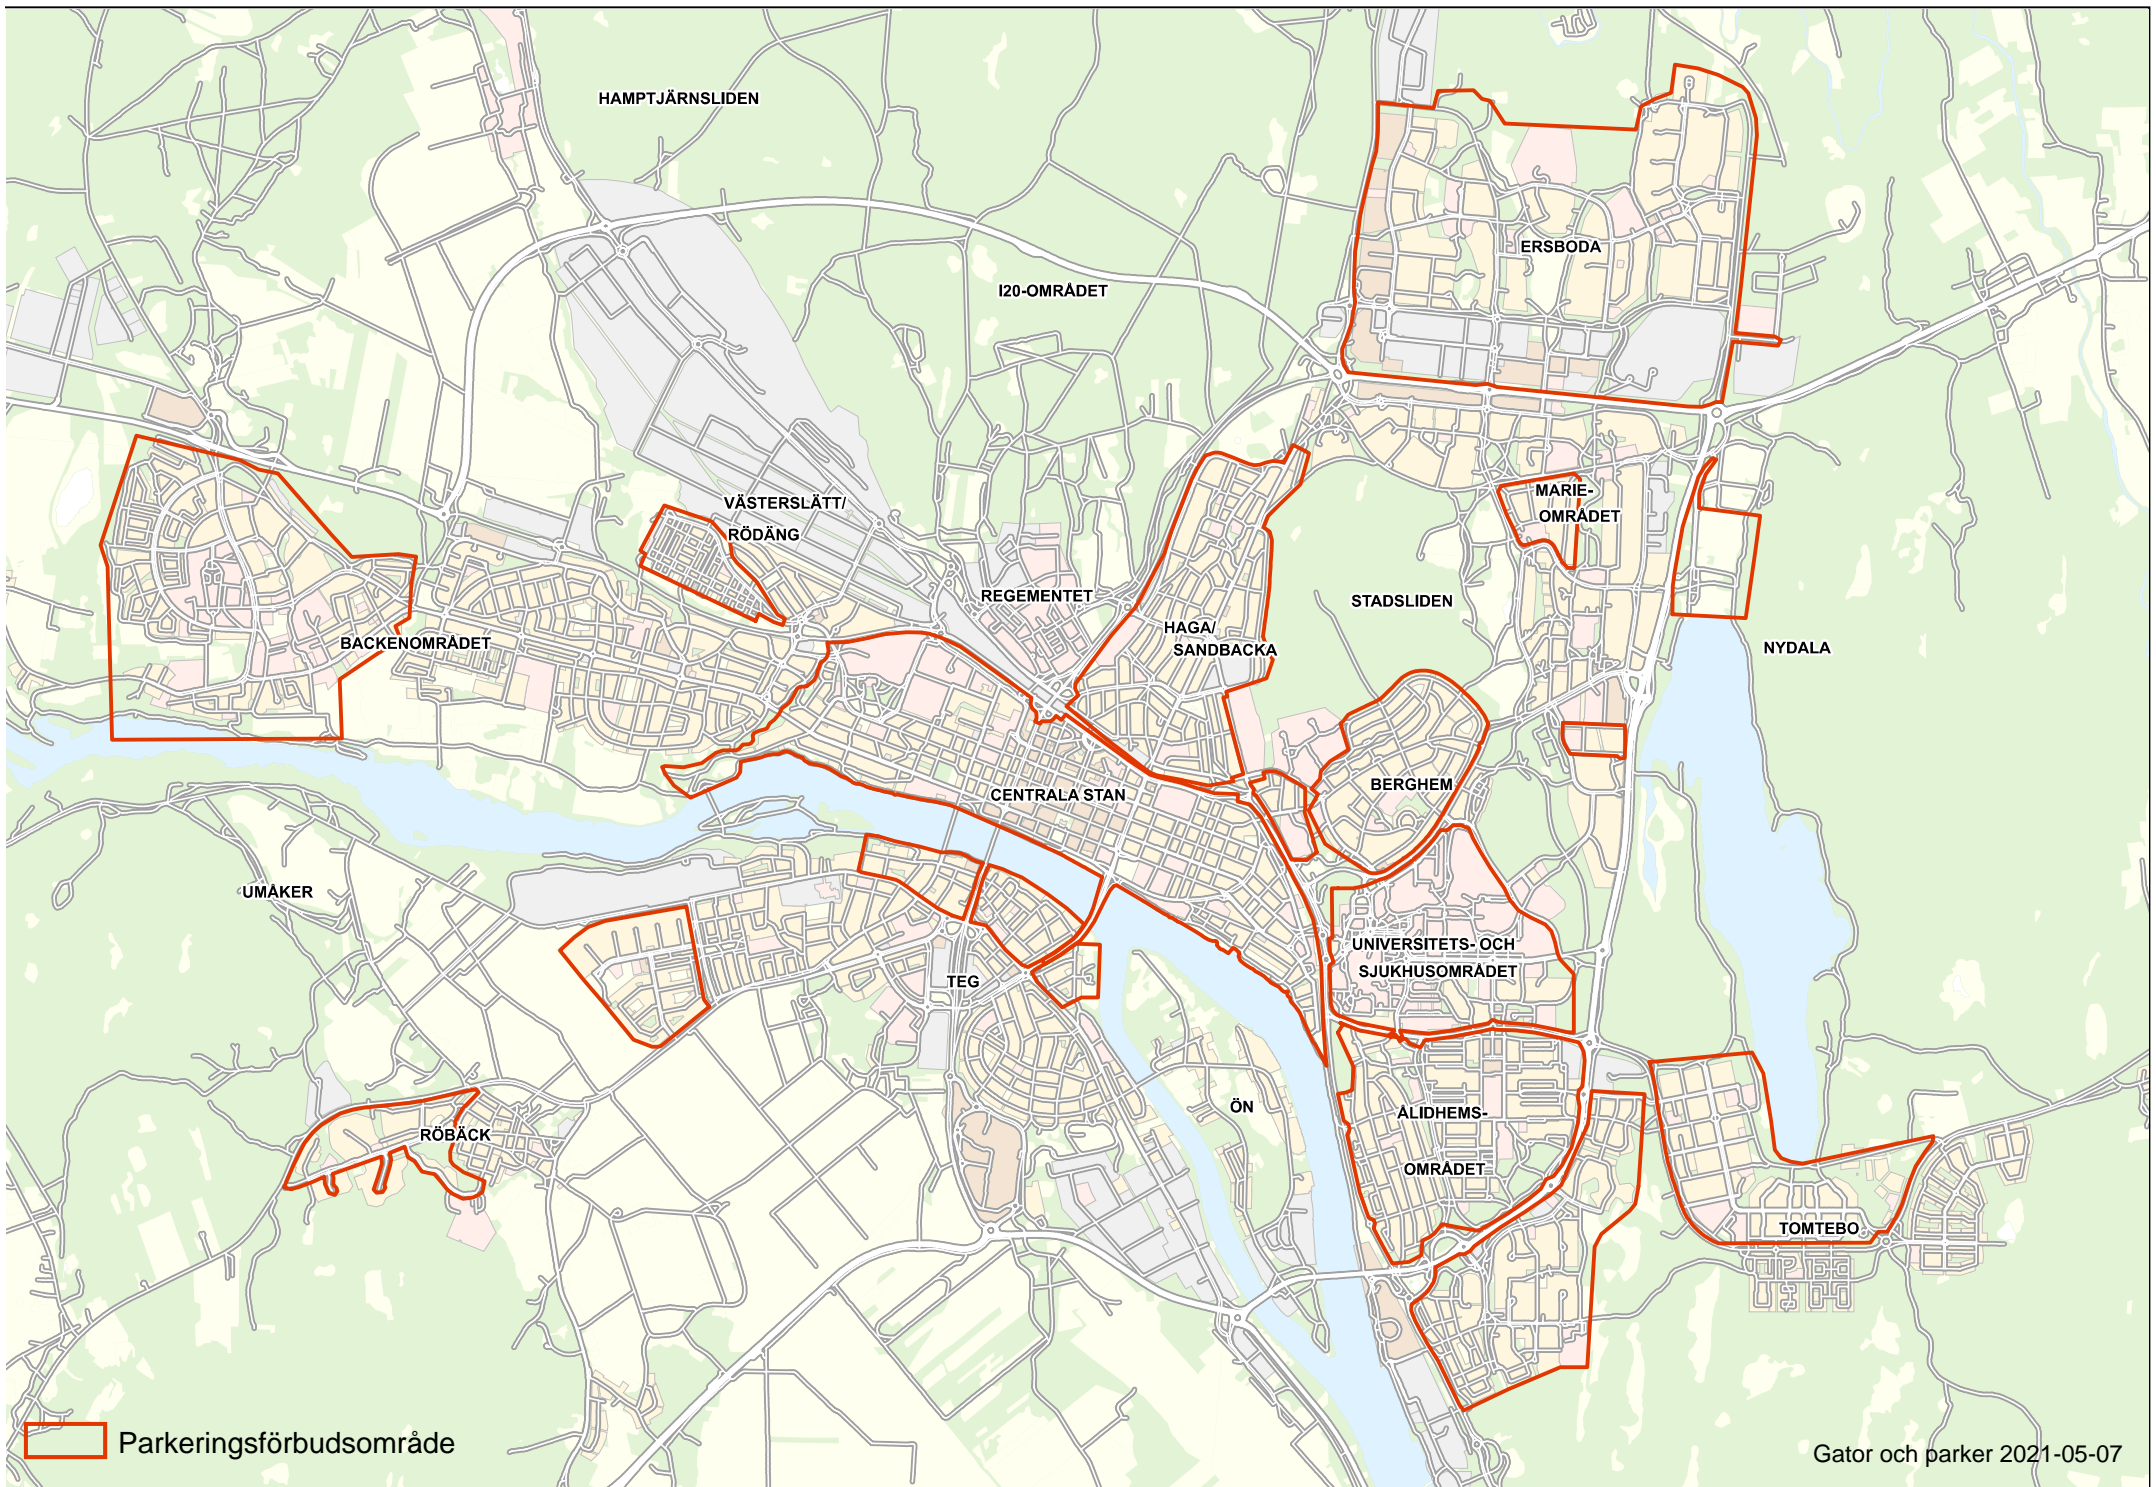 HAMPTJÄRNSLIDEN
ERSBODA
I20-OMRÅDET
VÄSTERSLÄTT/
RÖDÄNG
MARIE-
OMRÅDET
REGEMENTET
STADSLIDEN
HAGA/
SANDBACKA
BACKENOMRÅDET
NYDALA
BERGHEM
CENTRALA STAN
UMÅKER
UNIVERSITETS- OCH
SJUKHUSOMRÅDET
TEG
ÖN
ÅLIDHEMS-
OMRÅDET
RÖBÄCK
TOMTEBO
Parkeringsförbudsområde
Gator och parker 2021-05-07